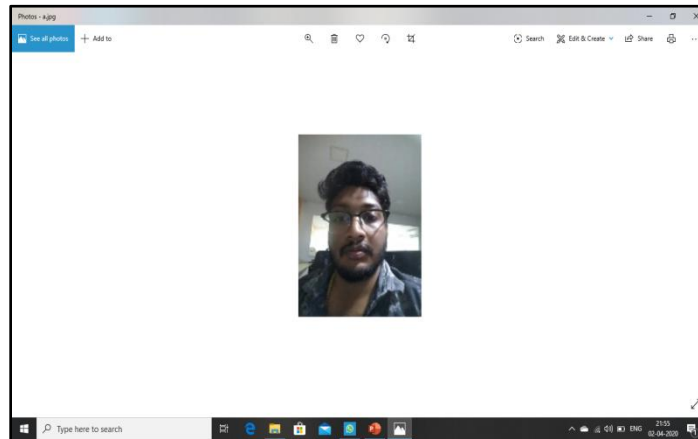 Photos - a.jpg
See all photos + Add to Search Edit & Create Share
Type here to search ENG 21:55
02-04-2020